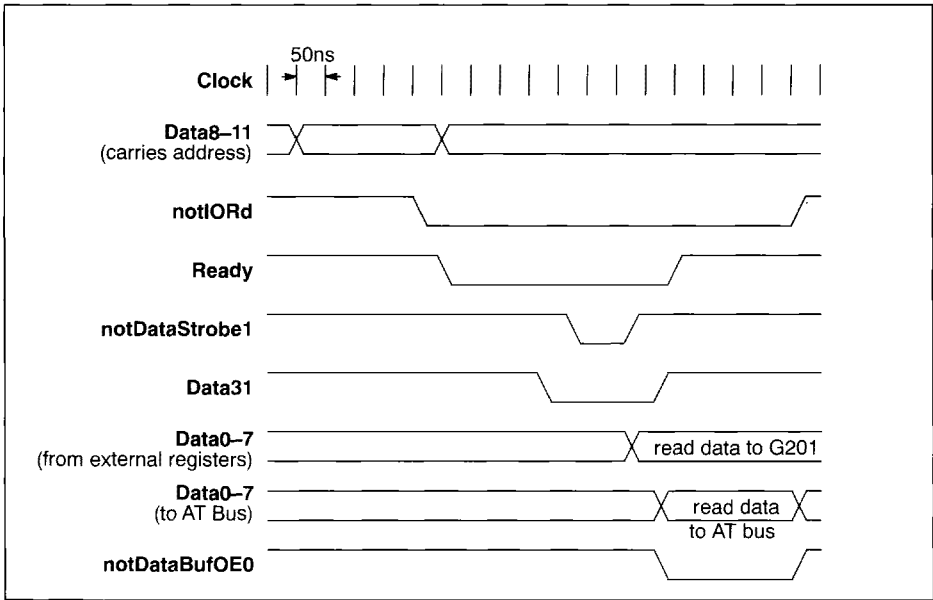 50ns
Clock
Data8–11
(carries address)
notIORd
Ready
notDataStrobe1
Data31
Data0–7
(from external registers)
read data to G201
Data0–7
(to AT Bus)
read data
to AT bus
notDataBufOE0